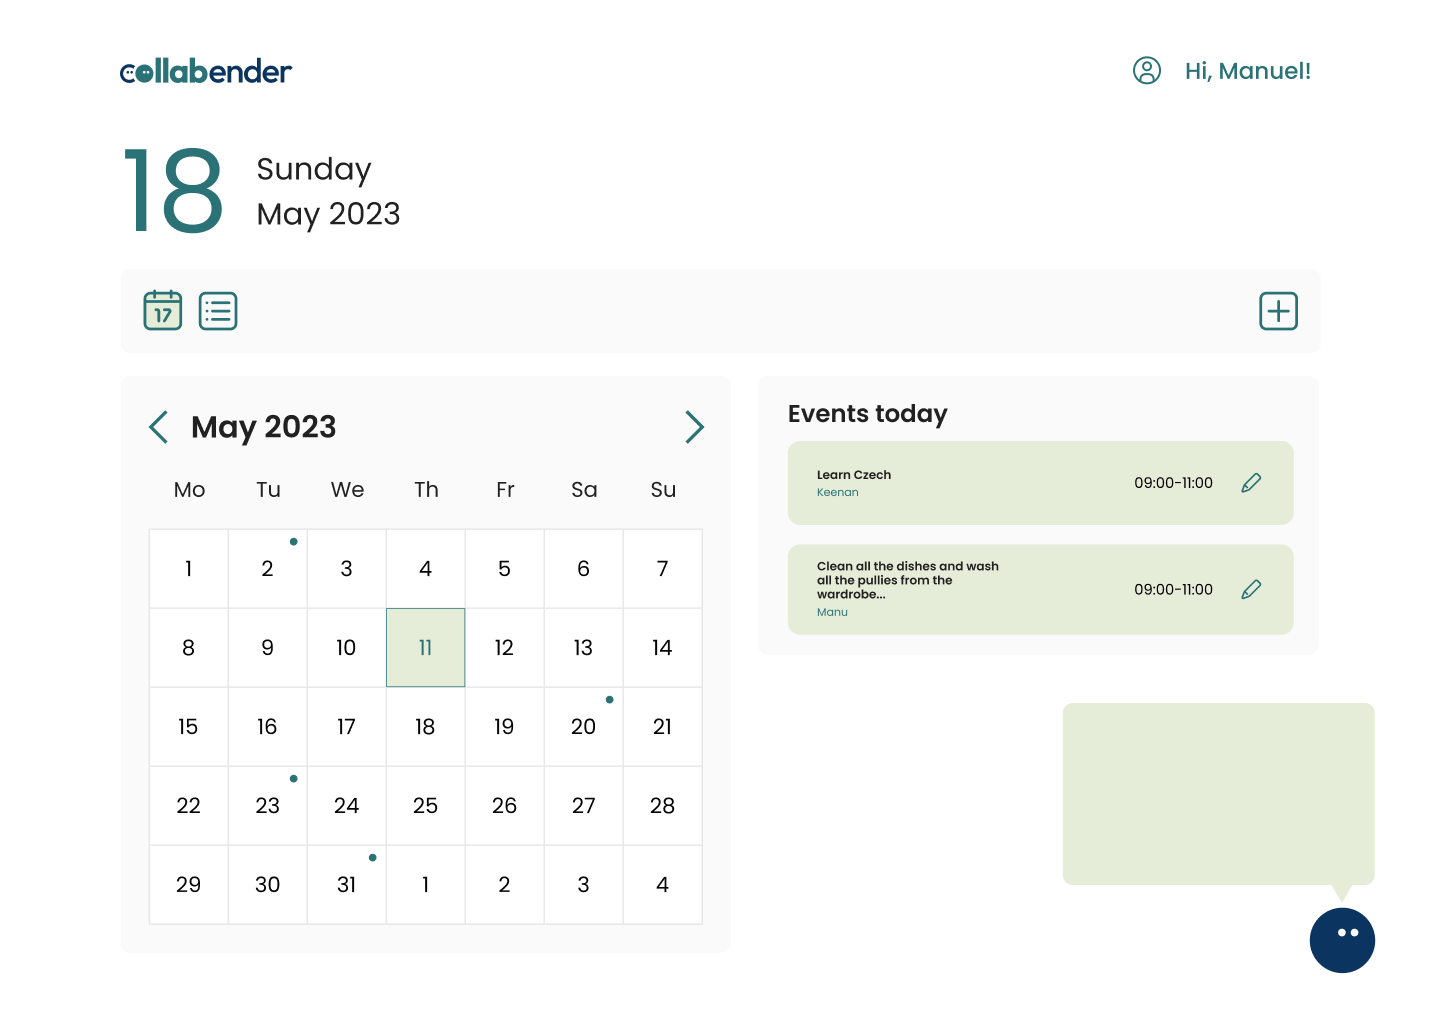 collabender
Hi, Manuel!
18
Sunday
May 2023
17
May 2023
Mo Tu We Th Fr Sa Su
1 2 3 4 5 6 7
8 9 10 11 12 13 14
15 16 17 18 19 20 21
22 23 24 25 26 27 28
29 30 31 1 2 3 4
Events today
Learn Czech
Keenan
09:00-11:00
Clean all the dishes and wash
all the pullies from the
wardrobe...
Manu
09:00-11:00